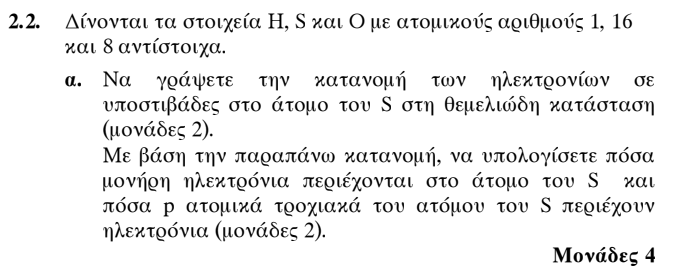 2.2. Δίνονται τα στοιχεία H, S και O με ατομικούς αριθμούς 1, 16
και 8 αντίστοιχα.
α. Να γράψετε την κατανομή των ηλεκτρονίων σε
υποστιβάδες στο άτομο του S στη θεμελιώδη κατάσταση
(μονάδες 2).
Με βάση την παραπάνω κατανομή, να υπολογίσετε πόσα
μονήρη ηλεκτρόνια περιέχονται στο άτομο του S και
πόσα p ατομικά τροχιακά του ατόμου του S περιέχουν
ηλεκτρόνια (μονάδες 2).
Μονάδες 4